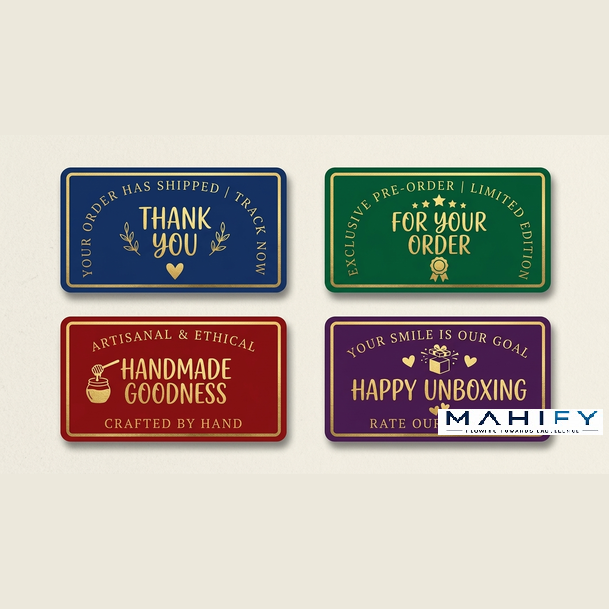 YOUR ORDER HAS SHIPPED | TRACK NOW
THANK
YOU
EXCLUSIVE PRE-ORDER | LIMITED EDITION
FOR YOUR
ORDER
ARTISANAL & ETHICAL
HANDMADE
GOODNESS
CRAFTED BY HAND
YOUR SMILE IS OUR GOAL
HAPPY UNBOXING
RATE OUR
MAHIFY